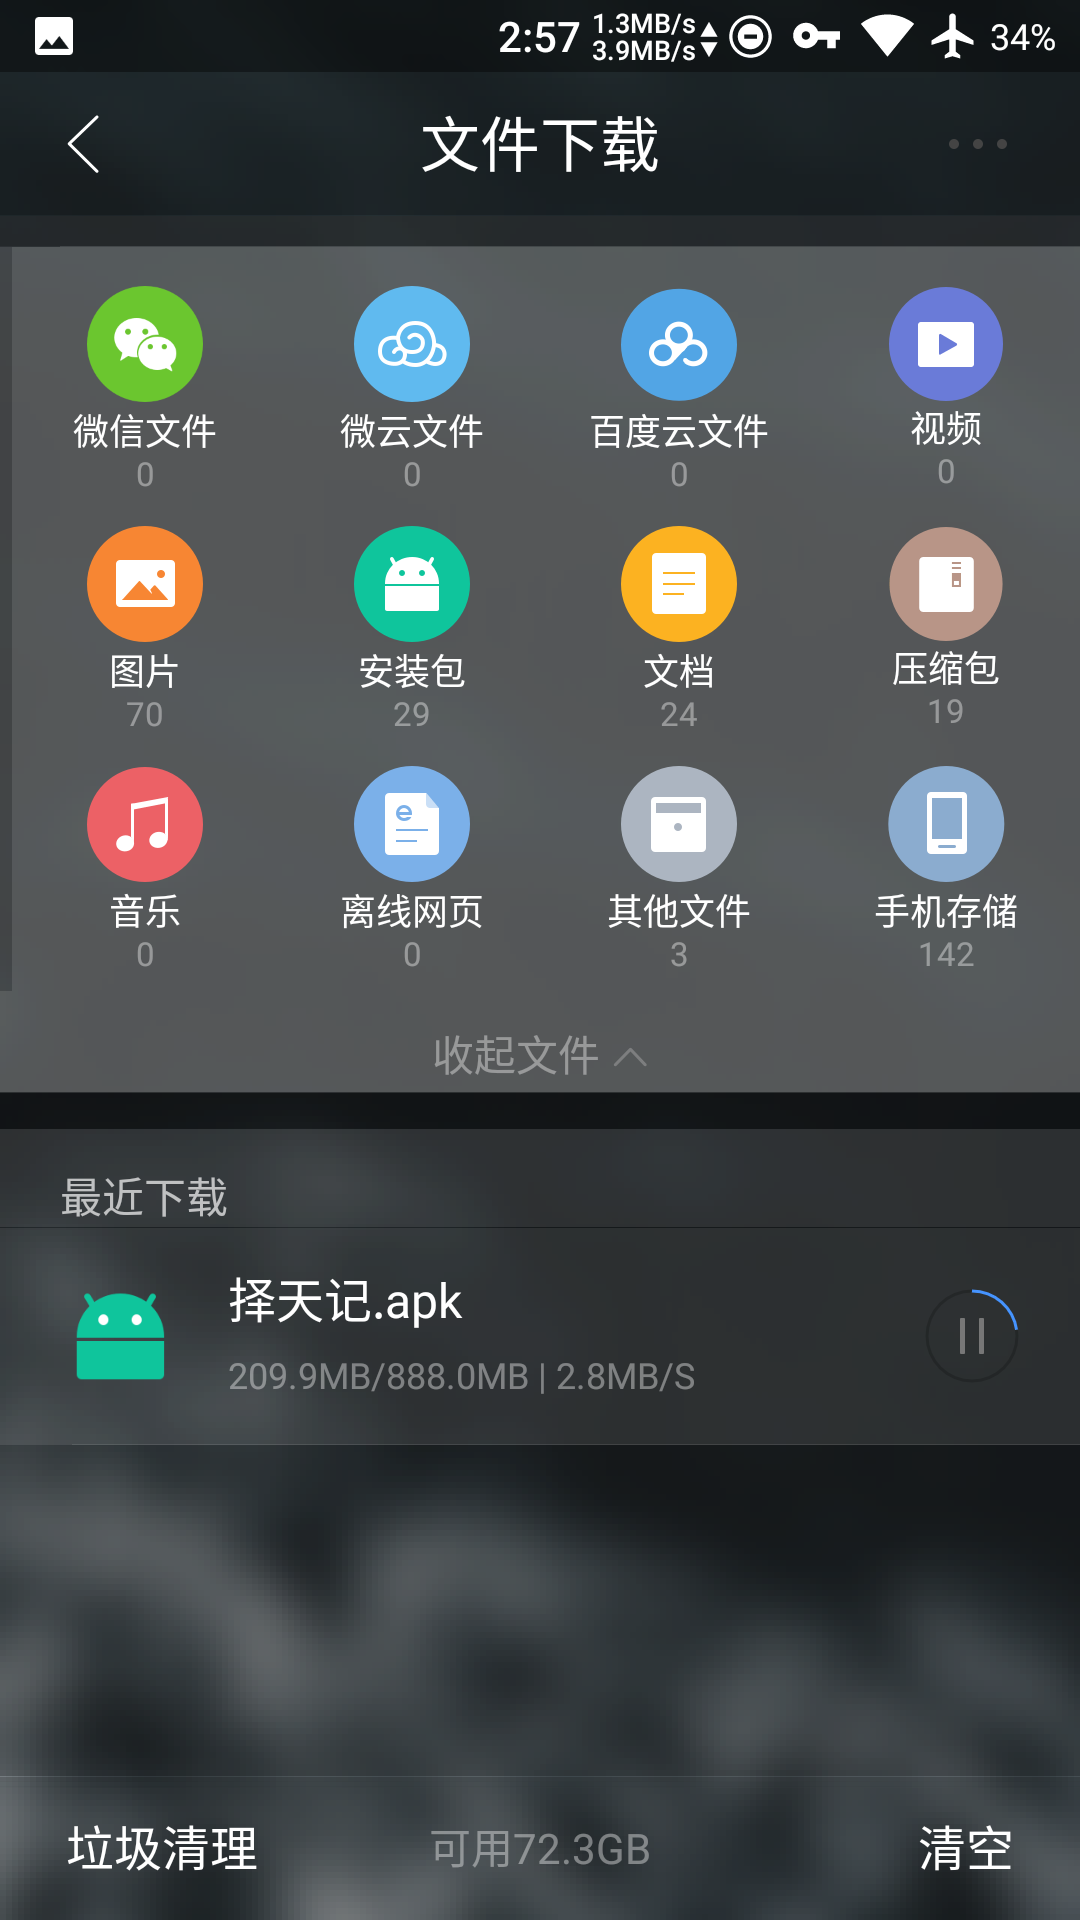 2:57 1.3MB/s 3.9MB/s 34%
文件下载
微信文件 微云文件 百度云文件 视频
0 0 0 0
图片 安装包 文档 压缩包
70 29 24 19
音乐 离线网页 其他文件 手机存储
0 0 3 142
收起文件
最近下载
择天记.apk
209.9MB/888.0MB | 2.8MB/S
垃圾清理 可用72.3GB 清空